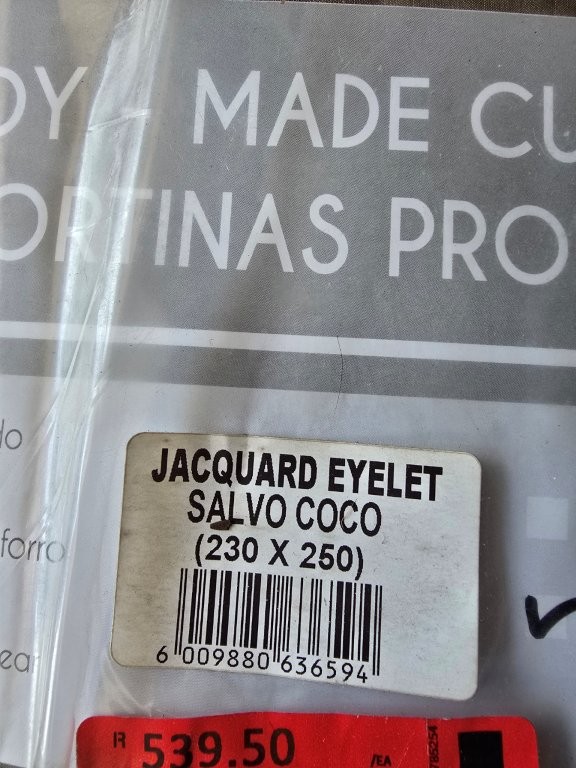 DY - MADE CU
ORTINAS PRO
do
forro
ear
JACQUARD EYELET
SALVO COCO
(230 X 250)
6 009880 636594
R 539.50 /EA
786254